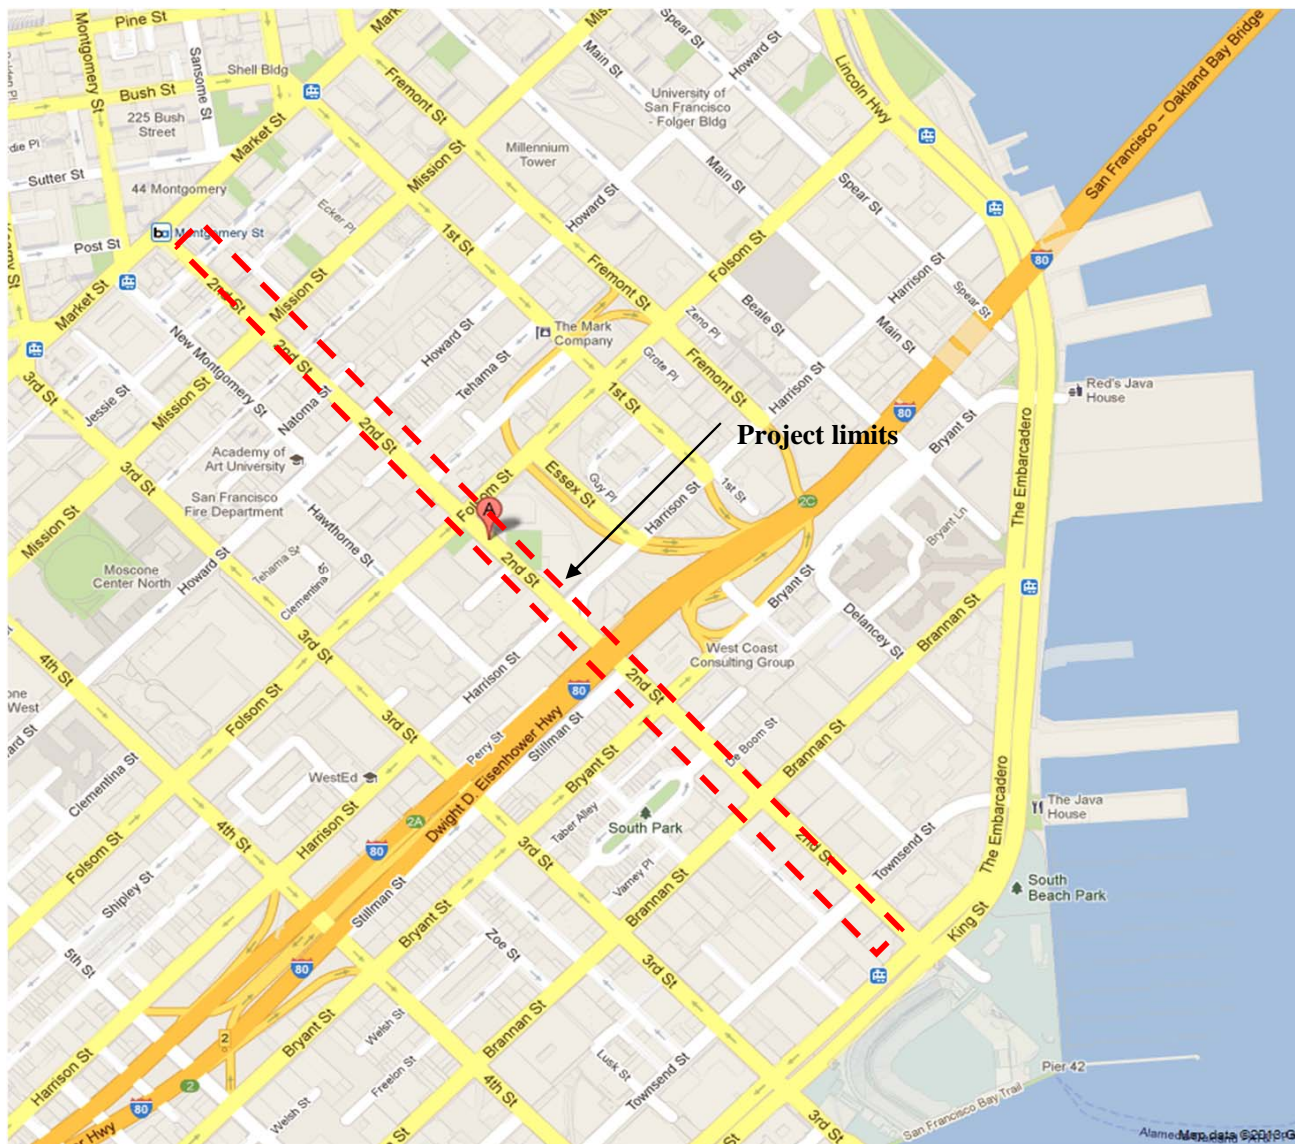 Pine St
Mark
Mis
Montgomery St
Sansome St
Shell Bldg
Bush St
225 Bush
Street
Market St
Fremont St
Main St
Spear St
Howard St
Lincoln Hwy
University of
San Francisco
- Folger Bldg
San Francisco – Oakland Bay Bridge
die Pl
Sutter St
44 Montgomery
Ecker Pl
Mission St
Millennium
Tower
Main St
Spear St
Post St
Montgomery St
Howard St
1st St
Folsom St
Harrison St
80
Market St
2nd St
Mission St
Fremont St
Beale St
Main St
Spear St
New Montgomery St
2nd St
Howard St
Tehama St
The Mark
Company
Zeno Pl
Grote Pl
Fremont St
Harrison St
3rd St
Jessie St
Mission St
Natoma St
1st St
Red's Java
House
80
Bryant St
2nd St
Project limits
Academy of
Art University
San Francisco
Fire Department
3rd St
Folsom St
Essex St
Guy Pl
1st St
Harrison St
2C
The Embarcadero
A
Hawthorne St
Mission St
Moscone
Center North
Howard St
Tehama St
Clementina St
2nd St
Bryant Ln
Bryant St
Delancey St
Brannan St
3rd St
4th St
West Coast
Consulting Group
one
West
Folsom St
Harrison St
80
2nd St
ard St
Clementina St
3rd St
Perry St
Stillman St
De Boom St
Brannan St
WestEd
Dwight D. Eisenhower Hwy
Bryant St
The Embarcadero
4th St
Harrison St
2A
Taber Alley
South Park
The Java
House
80
3rd St
2nd St
Townsend St
Folsom St
Shipley St
Stillman St
Varney Pl
Brannan St
South
Beach Park
Bryant St
Zoe St
King St
5th St
80
3rd St
2
Welsh St
Bryant St
Brannan St
Lusk St
Harrison St
Freelon St
Townsend St
Pier 42
2
4th St
San Francisco Bay Trail
80
Welsh St
3rd St
er Hwy
Map data ©2013 G